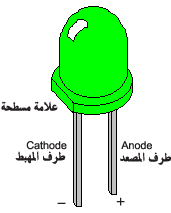 علامة مسطحة
Cathode
طرف المهبط
Anode
طرف المصعد
–
+